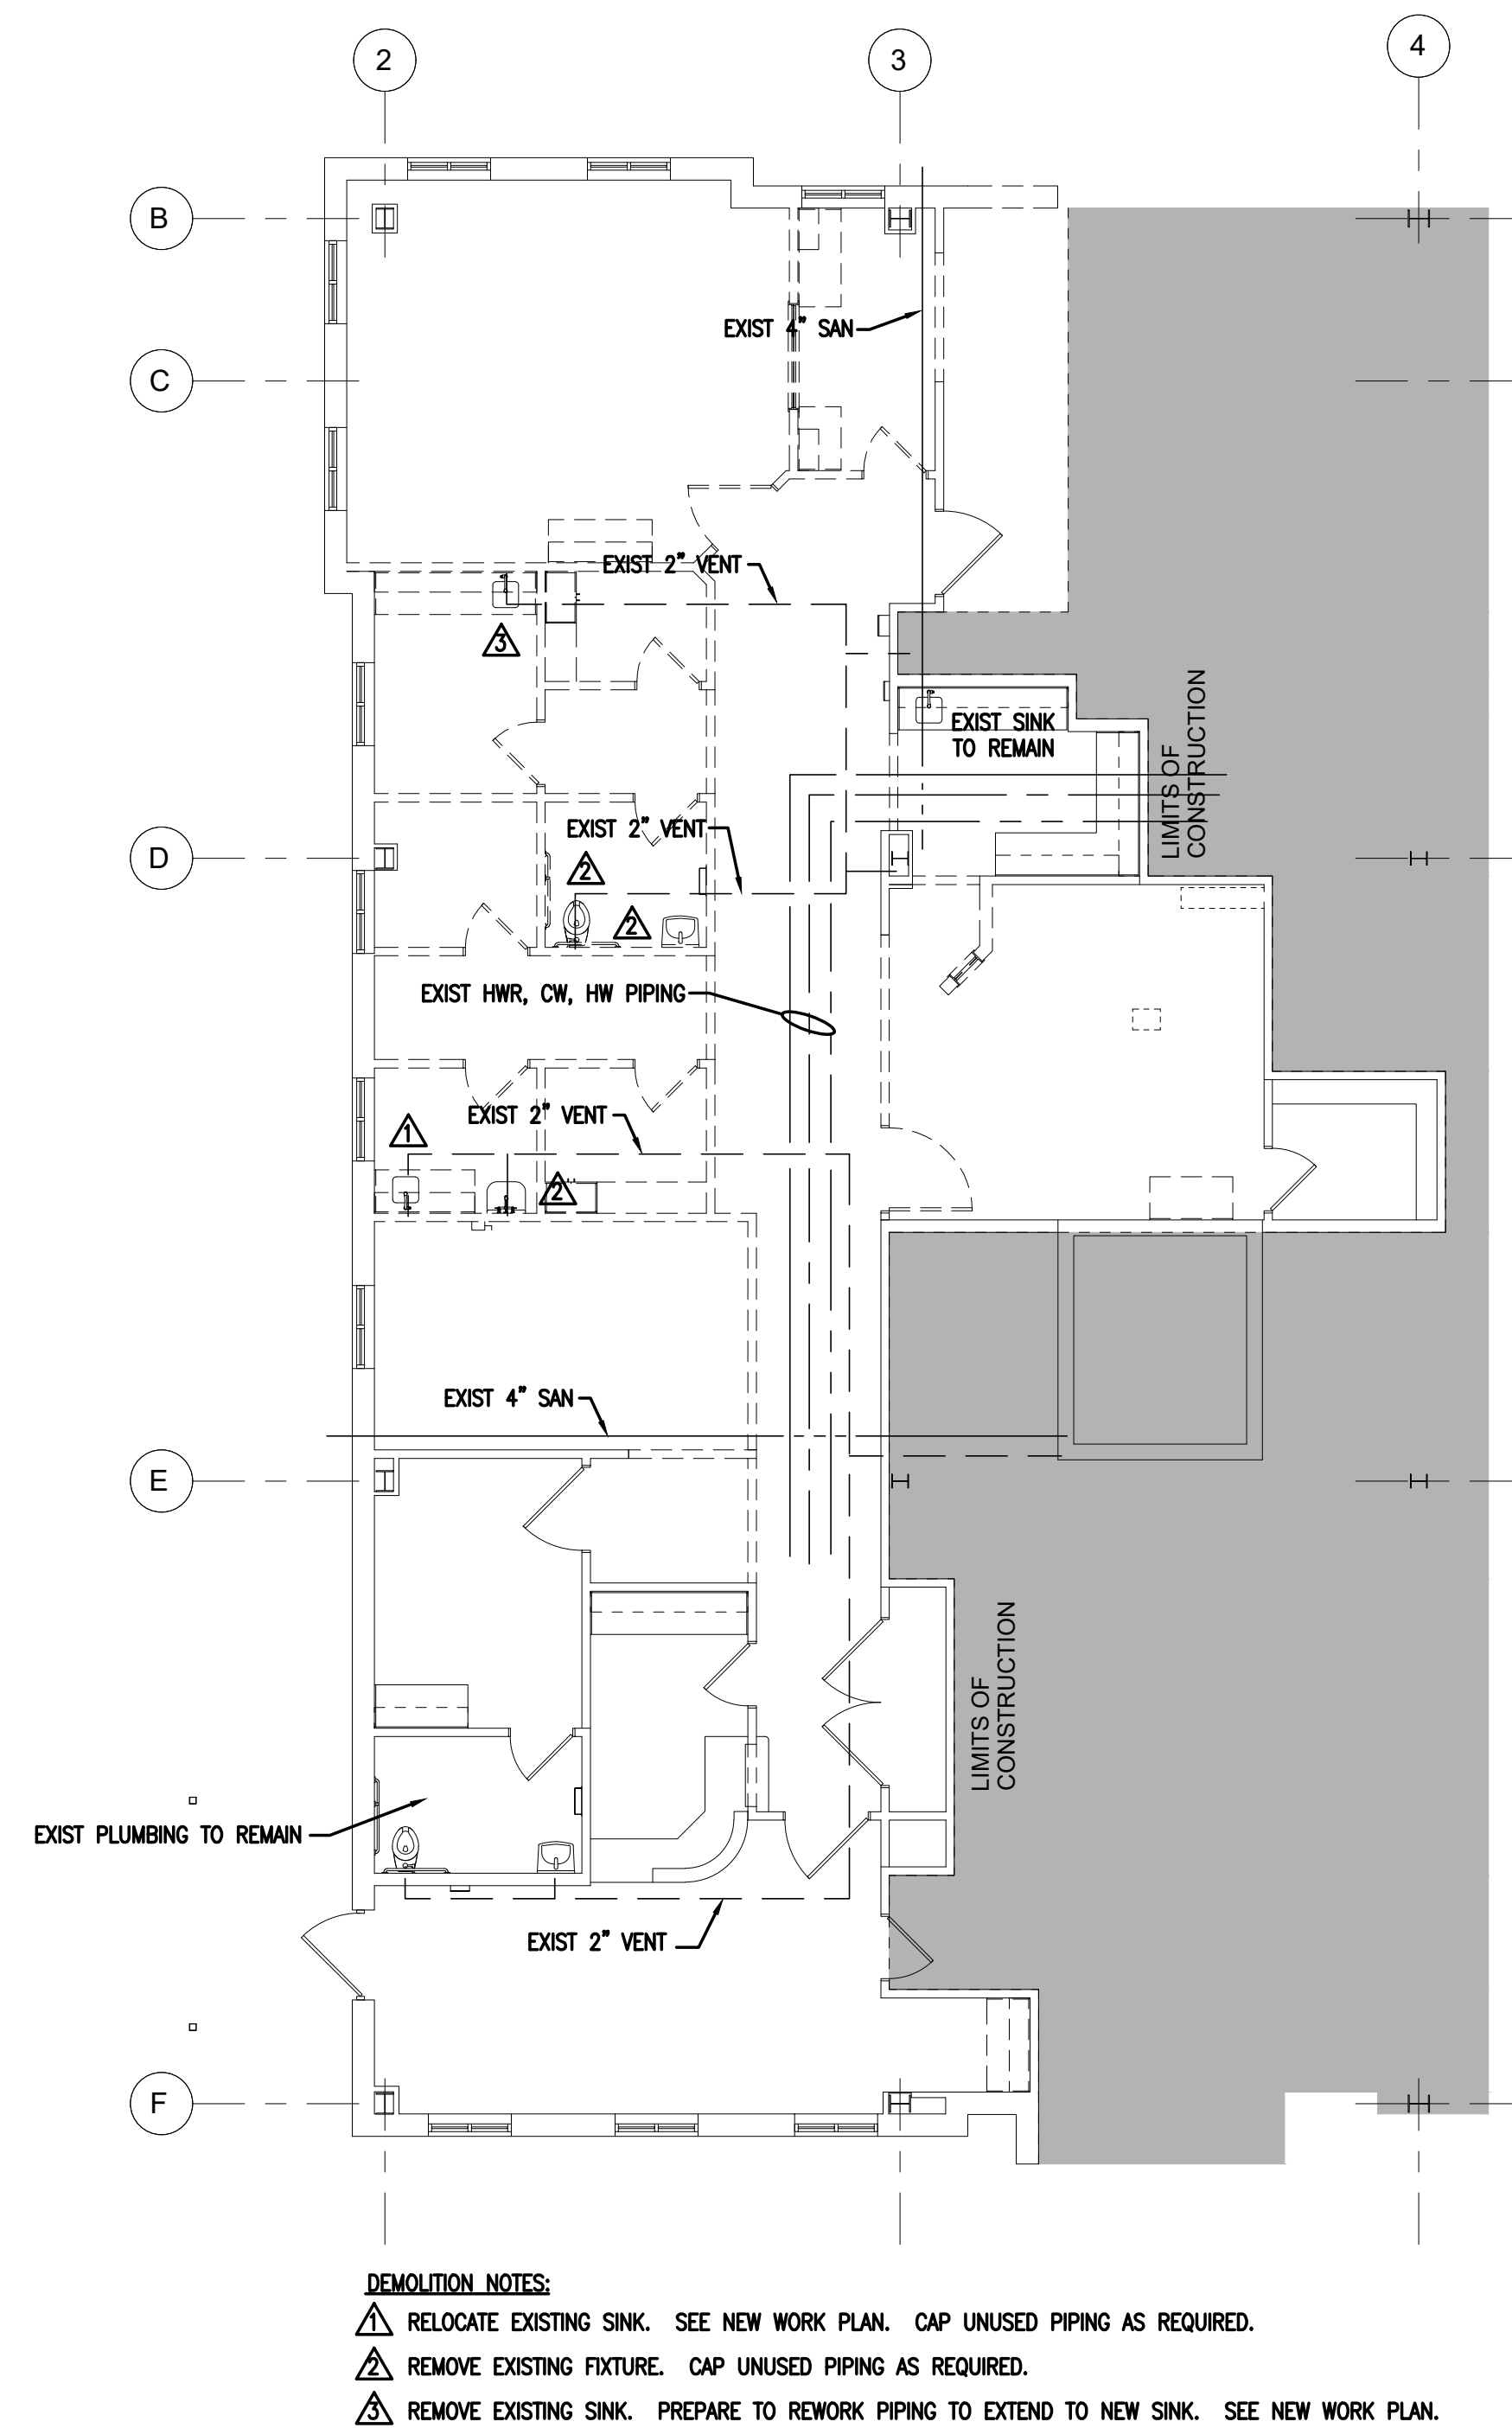 2
3
4
B
EXIST 4" SAN
C
EXIST 2" VENT
3
EXIST SINK
TO REMAIN
LIMITS OF
CONSTRUCTION
EXIST 2" VENT
D
2
2
EXIST HWR, CW, HW PIPING
EXIST 2" VENT
1
2
EXIST 4" SAN
E
LIMITS OF
CONSTRUCTION
EXIST PLUMBING TO REMAIN
EXIST 2" VENT
F
DEMOLITION NOTES:
1 RELOCATE EXISTING SINK. SEE NEW WORK PLAN. CAP UNUSED PIPING AS REQUIRED.
2 REMOVE EXISTING FIXTURE. CAP UNUSED PIPING AS REQUIRED.
3 REMOVE EXISTING SINK. PREPARE TO REWORK PIPING TO EXTEND TO NEW SINK. SEE NEW WORK PLAN.